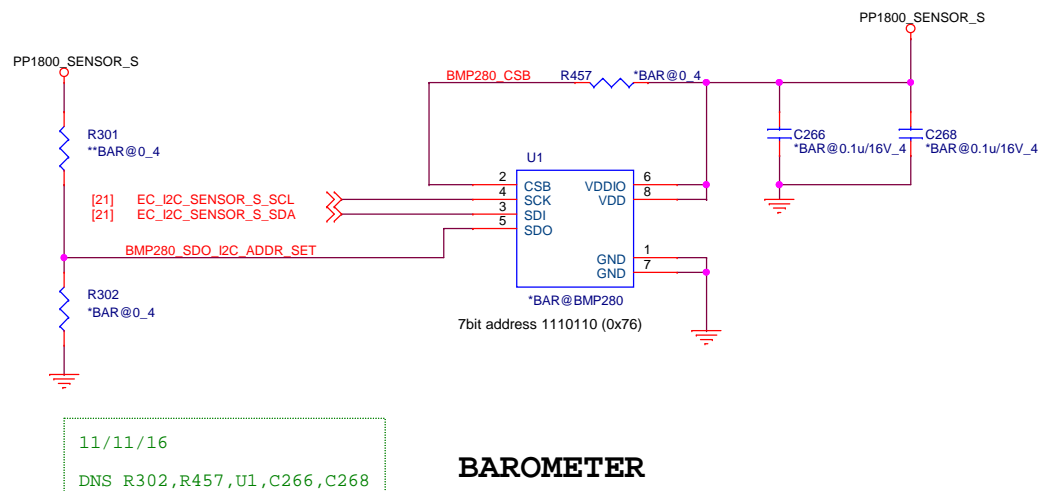 PP1800_SENSOR_S
PP1800_SENSOR_S
BMP280_CSB
R457
*BAR@0_4
R301
**BAR@0_4
C266
*BAR@0.1u/16V_4
C268
*BAR@0.1u/16V_4
U1
2
CSB
VDDIO
6
[21] EC_I2C_SENSOR_S_SCL
4
SCK
VDD
8
[21] EC_I2C_SENSOR_S_SDA
3
SDI
5
SDO
BMP280_SDO_I2C_ADDR_SET
GND
1
GND
7
R302
*BAR@0_4
*BAR@BMP280
7bit address 1110110 (0x76)
11/11/16
DNS R302,R457,U1,C266,C268
BAROMETER